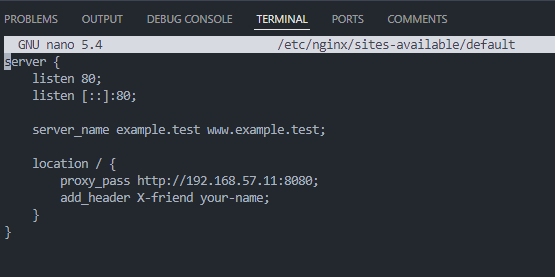 PROBLEMS OUTPUT DEBUG CONSOLE TERMINAL PORTS COMMENTS
GNU nano 5.4 /etc/nginx/sites-available/default
server {
    listen 80;
    listen [::]:80;

    server_name example.test www.example.test;

    location / {
        proxy_pass http://192.168.57.11:8080;
        add_header X-friend your-name;
    }
}